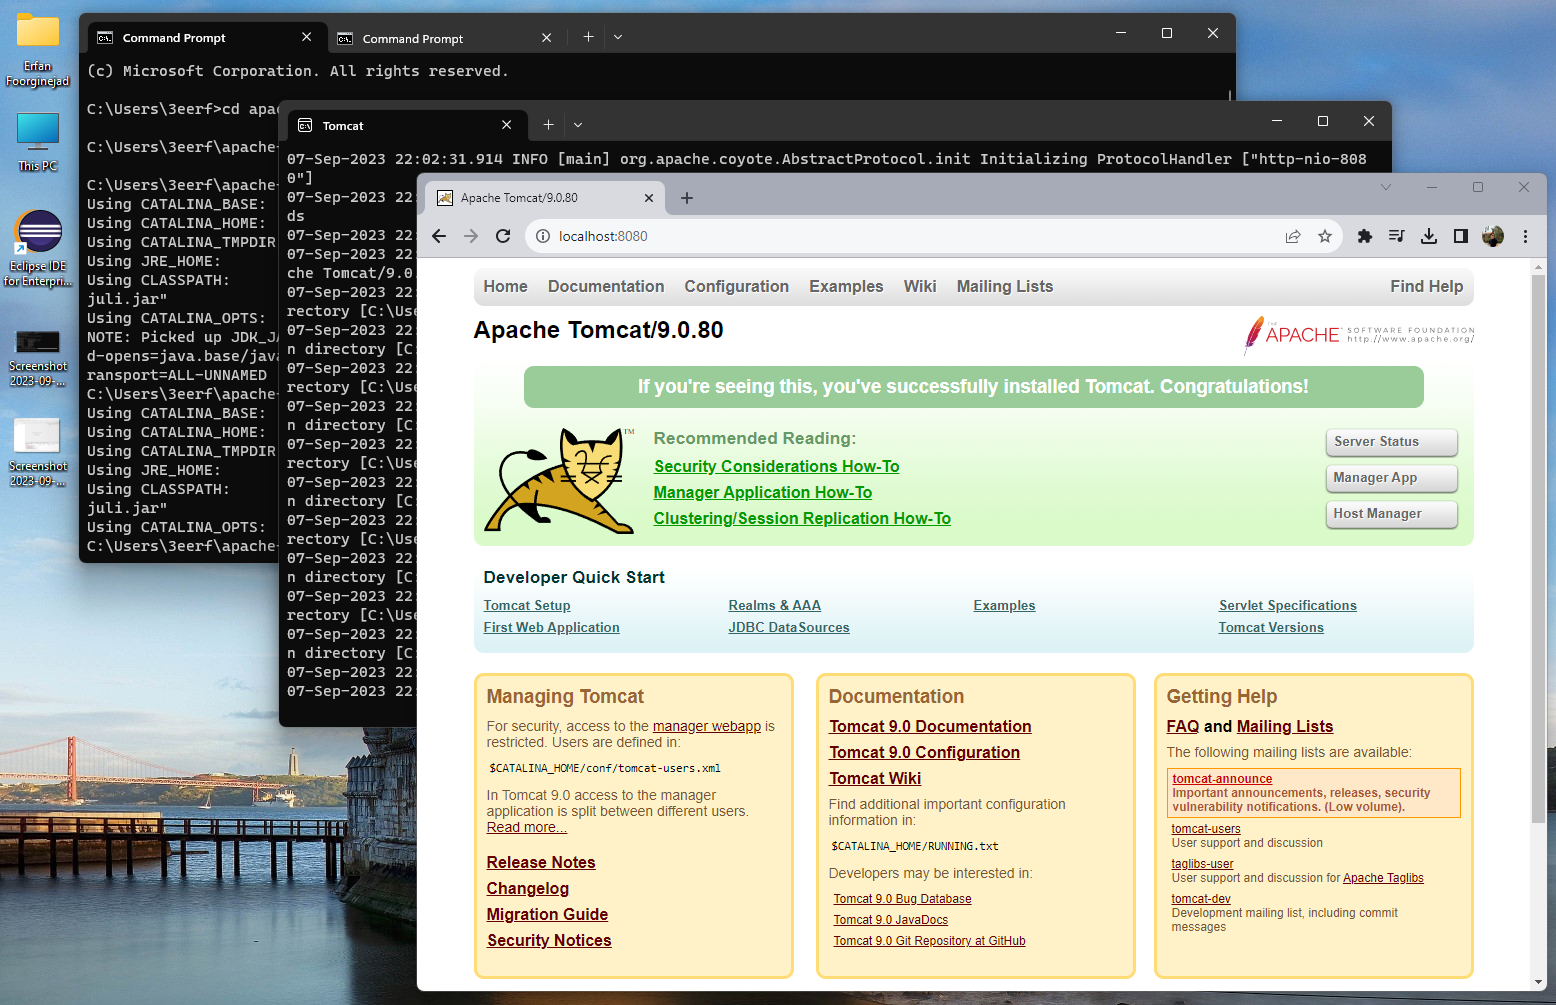 Erfan
Foorginejad
This PC
Eclipse IDE
for Enterpri...
Screenshot
2023-09-...
Screenshot
2023-09-...
Command Prompt
Command Prompt
(c) Microsoft Corporation. All rights reserved.
C:\Users\3eerf>cd apa
C:\Users\3eerf\apache-
C:\Users\3eerf\apache-
Using CATALINA_BASE:
Using CATALINA_HOME:
Using CATALINA_TMPDIR
Using JRE_HOME:
Using CLASSPATH:
juli.jar"
Using CATALINA_OPTS:
NOTE: Picked up JDK_JA
d-opens=java.base/java
ransport=ALL-UNNAMED
C:\Users\3eerf\apache-
Using CATALINA_BASE:
Using CATALINA_HOME:
Using CATALINA_TMPDIR
Using JRE_HOME:
Using CLASSPATH:
juli.jar"
Using CATALINA_OPTS:
C:\Users\3eerf\apache-
Tomcat
07-Sep-2023 22:02:31.914 INFO [main] org.apache.coyote.AbstractProtocol.init Initializing ProtocolHandler ["http-nio-808
0"]
07-Sep-2023 22:
ds
07-Sep-2023 22:
07-Sep-2023 22:
che Tomcat/9.0.
07-Sep-2023 22:
rectory [C:\Use
07-Sep-2023 22:
n directory [C:
07-Sep-2023 22:
rectory [C:\Use
07-Sep-2023 22:
n directory [C:
07-Sep-2023 22:
rectory [C:\Use
07-Sep-2023 22:
n directory [C:
07-Sep-2023 22:
rectory [C:\Use
07-Sep-2023 22:
n directory [C:
07-Sep-2023 22:
rectory [C:\Use
07-Sep-2023 22:
n directory [C:
07-Sep-2023 22:
07-Sep-2023 22:
Apache Tomcat/9.0.80
localhost:8080
Home Documentation Configuration Examples Wiki Mailing Lists Find Help
Apache Tomcat/9.0.80
THE APACHE SOFTWARE FOUNDATION
http://www.apache.org/
If you're seeing this, you've successfully installed Tomcat. Congratulations!
TM
Recommended Reading:
Security Considerations How-To
Manager Application How-To
Clustering/Session Replication How-To
Server Status
Manager App
Host Manager
Developer Quick Start
Tomcat Setup
First Web Application
Realms & AAA
JDBC DataSources
Examples
Servlet Specifications
Tomcat Versions
Managing Tomcat
For security, access to the manager webapp is
restricted. Users are defined in:
$CATALINA_HOME/conf/tomcat-users.xml
In Tomcat 9.0 access to the manager
application is split between different users.
Read more...
Release Notes
Changelog
Migration Guide
Security Notices
Documentation
Tomcat 9.0 Documentation
Tomcat 9.0 Configuration
Tomcat Wiki
Find additional important configuration
information in:
$CATALINA_HOME/RUNNING.txt
Developers may be interested in:
Tomcat 9.0 Bug Database
Tomcat 9.0 JavaDocs
Tomcat 9.0 Git Repository at GitHub
Getting Help
FAQ and Mailing Lists
The following mailing lists are available:
tomcat-announce
Important announcements, releases, security
vulnerability notifications. (Low volume).
tomcat-users
User support and discussion
taglibs-user
User support and discussion for Apache Taglibs
tomcat-dev
Development mailing list, including commit
messages